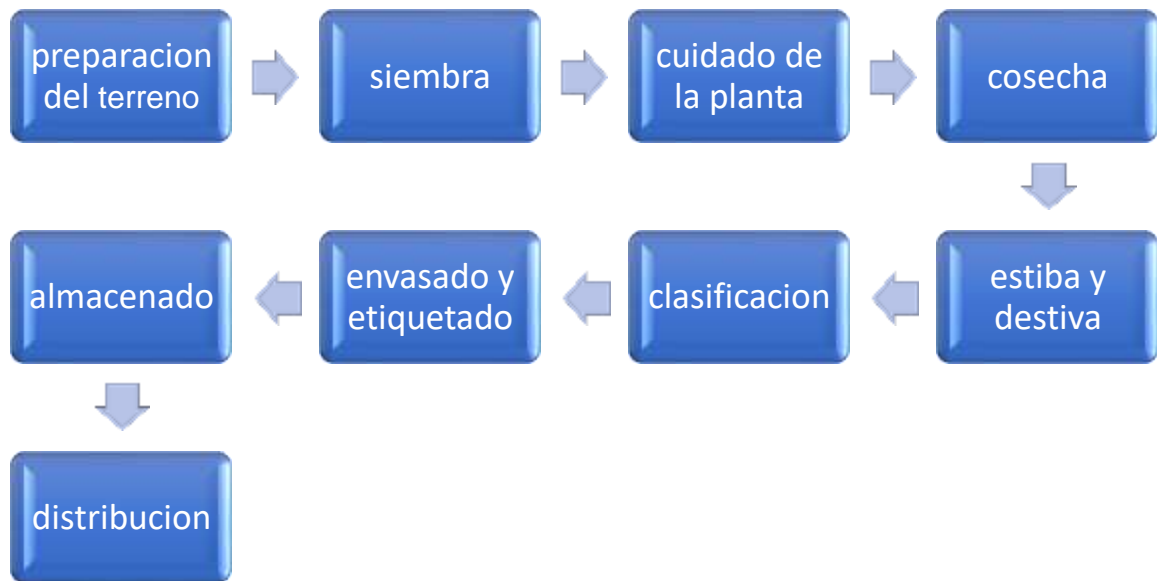 preparacion
del terreno
siembra
cuidado de
la planta
cosecha
estiba y
destiva
clasificacion
envasado y
etiquetado
almacenado
distribucion